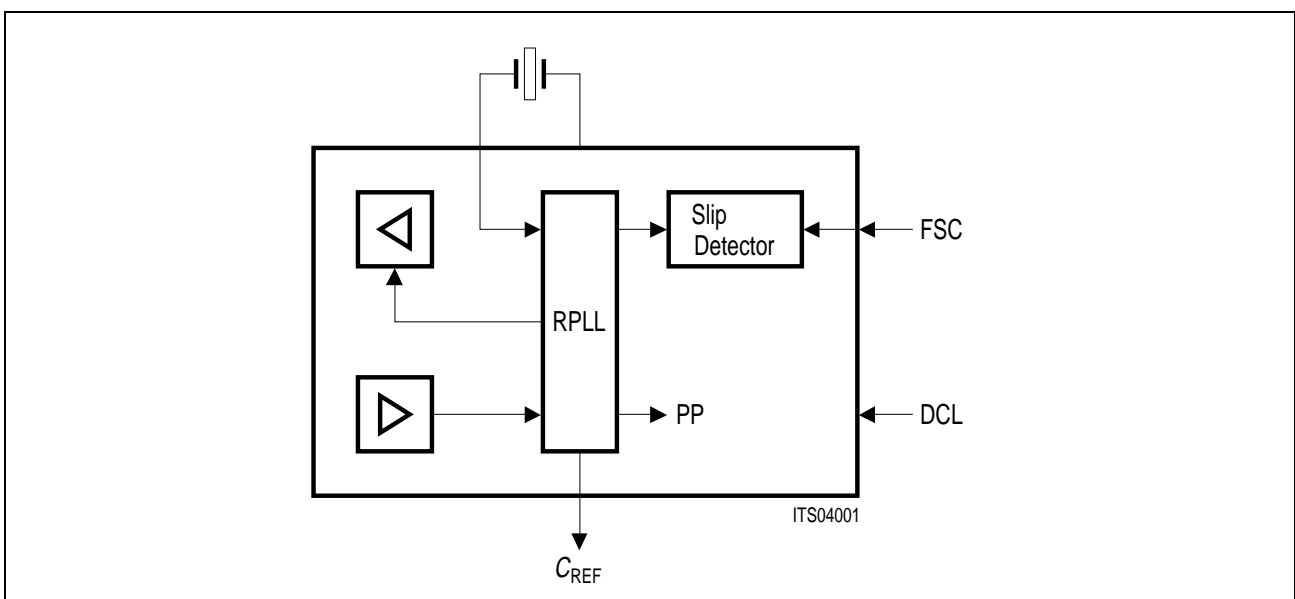 Slip
Detector
FSC
RPLL
PP
DCL
ITS04001
CREF